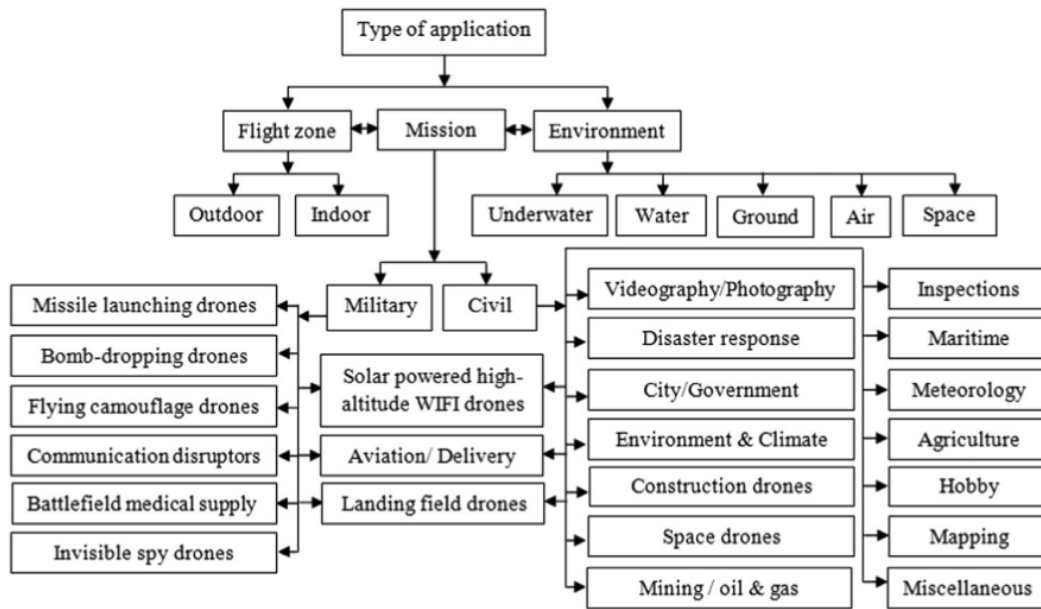 Type of application
Flight zone
Mission
Environment
Outdoor
Indoor
Underwater
Water
Ground
Air
Space
Military
Civil
Missile launching drones
Bomb-dropping drones
Flying camouflage drones
Communication disruptors
Battlefield medical supply
Invisible spy drones
Solar powered high-
altitude WIFI drones
Aviation/ Delivery
Landing field drones
Videography/Photography
Disaster response
City/Government
Environment & Climate
Construction drones
Space drones
Mining / oil & gas
Inspections
Maritime
Meteorology
Agriculture
Hobby
Mapping
Miscellaneous